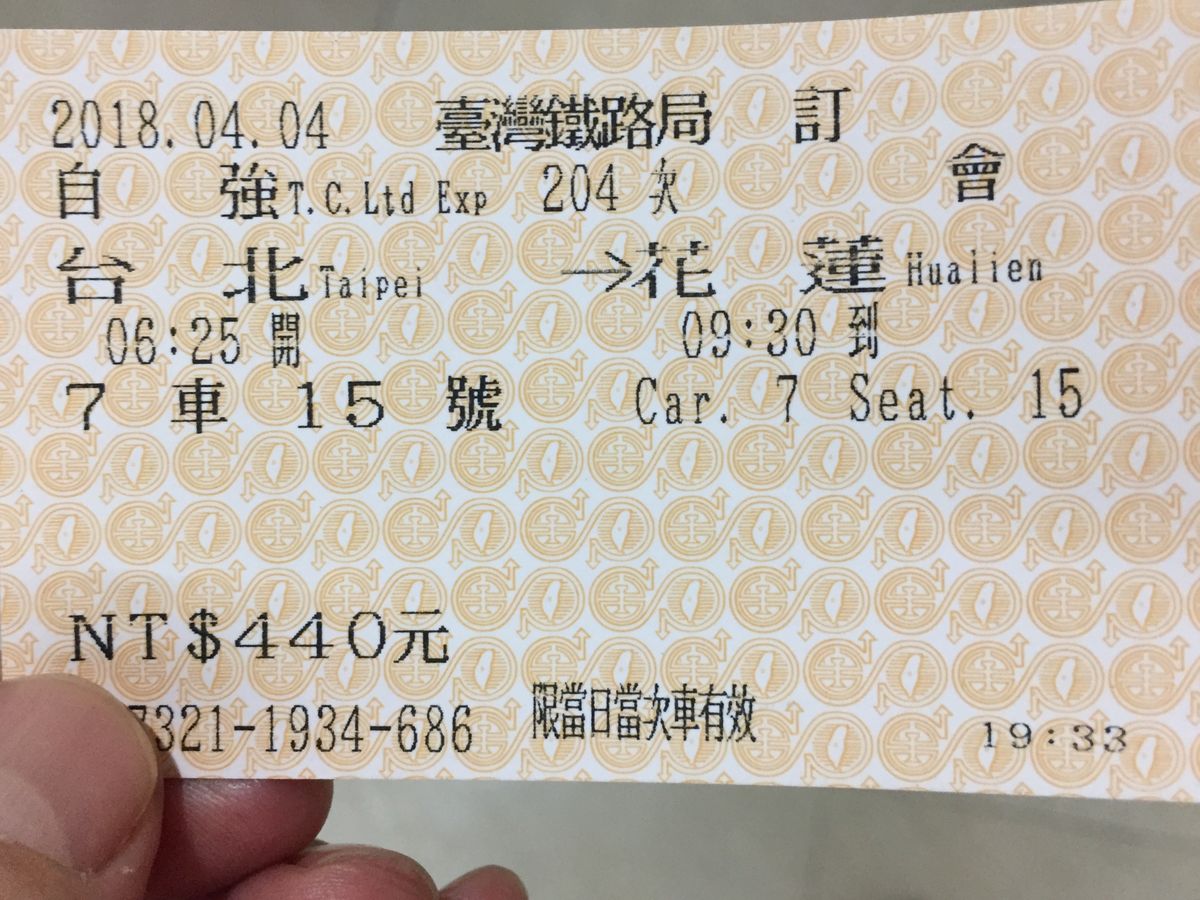 2018.04.04 臺灣鐵路局 訂
會
自 強 T.C.Ltd Exp 204 次
台 北 Taipei →花 蓮 Hualien
06:25 開 09:30 到
7 車 15 號 Car. 7 Seat. 15
NT$440元
7321-1934-686 限當日當次車有效 19:33